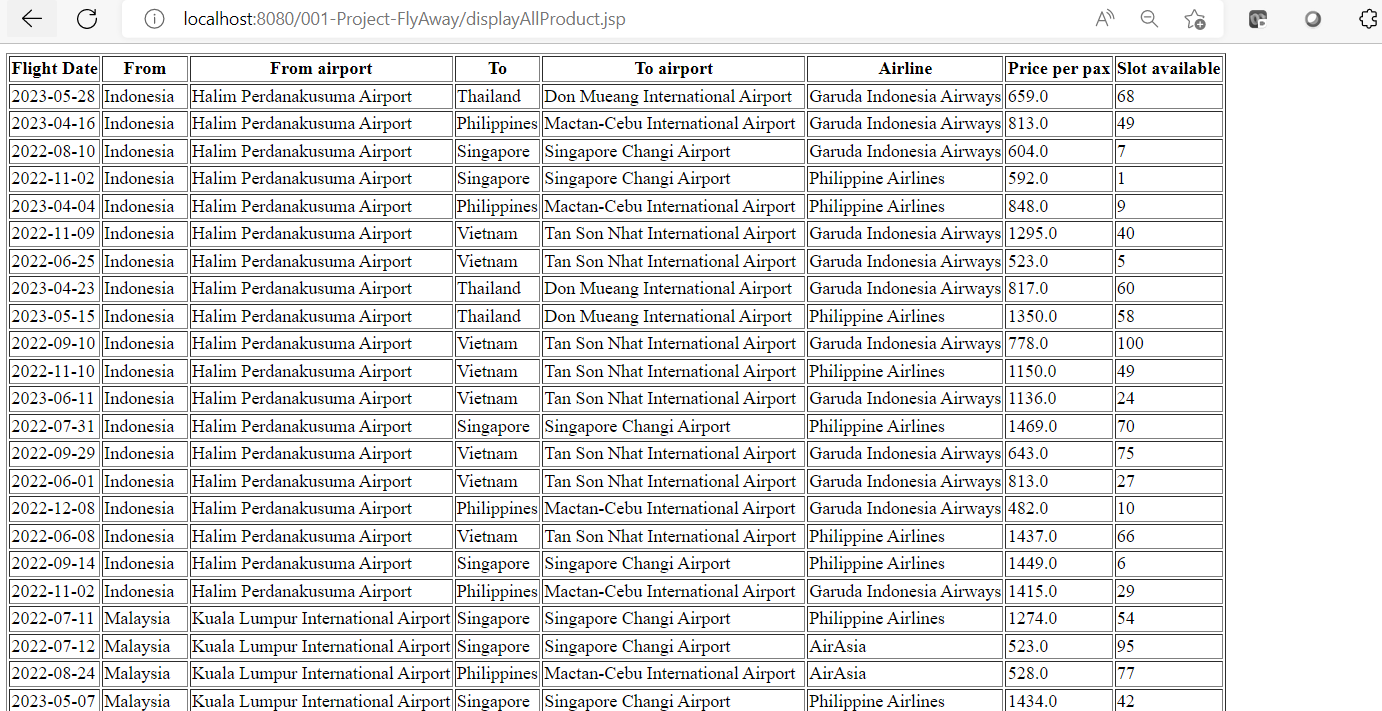 localhost:8080/001-Project-FlyAway/displayAllProduct.jsp
Flight Date From From airport To To airport Airline Price per pax Slot available
2023-05-28 Indonesia Halim Perdanakusuma Airport Thailand Don Mueang International Airport Garuda Indonesia Airways 659.0 68
2023-04-16 Indonesia Halim Perdanakusuma Airport Philippines Mactan-Cebu International Airport Garuda Indonesia Airways 813.0 49
2022-08-10 Indonesia Halim Perdanakusuma Airport Singapore Singapore Changi Airport Garuda Indonesia Airways 604.0 7
2022-11-02 Indonesia Halim Perdanakusuma Airport Singapore Singapore Changi Airport Philippine Airlines 592.0 1
2023-04-04 Indonesia Halim Perdanakusuma Airport Philippines Mactan-Cebu International Airport Philippine Airlines 848.0 9
2022-11-09 Indonesia Halim Perdanakusuma Airport Vietnam Tan Son Nhat International Airport Garuda Indonesia Airways 1295.0 40
2022-06-25 Indonesia Halim Perdanakusuma Airport Vietnam Tan Son Nhat International Airport Garuda Indonesia Airways 523.0 5
2023-04-23 Indonesia Halim Perdanakusuma Airport Thailand Don Mueang International Airport Garuda Indonesia Airways 817.0 60
2023-05-15 Indonesia Halim Perdanakusuma Airport Thailand Don Mueang International Airport Philippine Airlines 1350.0 58
2022-09-10 Indonesia Halim Perdanakusuma Airport Vietnam Tan Son Nhat International Airport Garuda Indonesia Airways 778.0 100
2022-11-10 Indonesia Halim Perdanakusuma Airport Vietnam Tan Son Nhat International Airport Philippine Airlines 1150.0 49
2023-06-11 Indonesia Halim Perdanakusuma Airport Vietnam Tan Son Nhat International Airport Garuda Indonesia Airways 1136.0 24
2022-07-31 Indonesia Halim Perdanakusuma Airport Singapore Singapore Changi Airport Philippine Airlines 1469.0 70
2022-09-29 Indonesia Halim Perdanakusuma Airport Vietnam Tan Son Nhat International Airport Garuda Indonesia Airways 643.0 75
2022-06-01 Indonesia Halim Perdanakusuma Airport Vietnam Tan Son Nhat International Airport Garuda Indonesia Airways 813.0 27
2022-12-08 Indonesia Halim Perdanakusuma Airport Philippines Mactan-Cebu International Airport Garuda Indonesia Airways 482.0 10
2022-06-08 Indonesia Halim Perdanakusuma Airport Vietnam Tan Son Nhat International Airport Philippine Airlines 1437.0 66
2022-09-14 Indonesia Halim Perdanakusuma Airport Singapore Singapore Changi Airport Philippine Airlines 1449.0 6
2022-11-02 Indonesia Halim Perdanakusuma Airport Philippines Mactan-Cebu International Airport Garuda Indonesia Airways 1415.0 29
2022-07-11 Malaysia Kuala Lumpur International Airport Singapore Singapore Changi Airport Philippine Airlines 1274.0 54
2022-07-12 Malaysia Kuala Lumpur International Airport Singapore Singapore Changi Airport AirAsia 523.0 95
2022-08-24 Malaysia Kuala Lumpur International Airport Philippines Mactan-Cebu International Airport AirAsia 528.0 77
2023-05-07 Malaysia Kuala Lumpur International Airport Singapore Singapore Changi Airport Philippine Airlines 1434.0 42